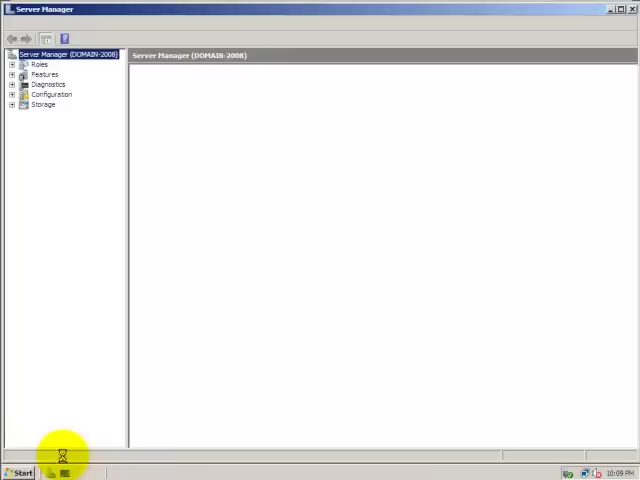 Server Manager
Server Manager (DOMAIN-2008)
Server Manager (DOMAIN-2008)
Roles
Features
Diagnostics
Configuration
Storage
Start
10:09 PM